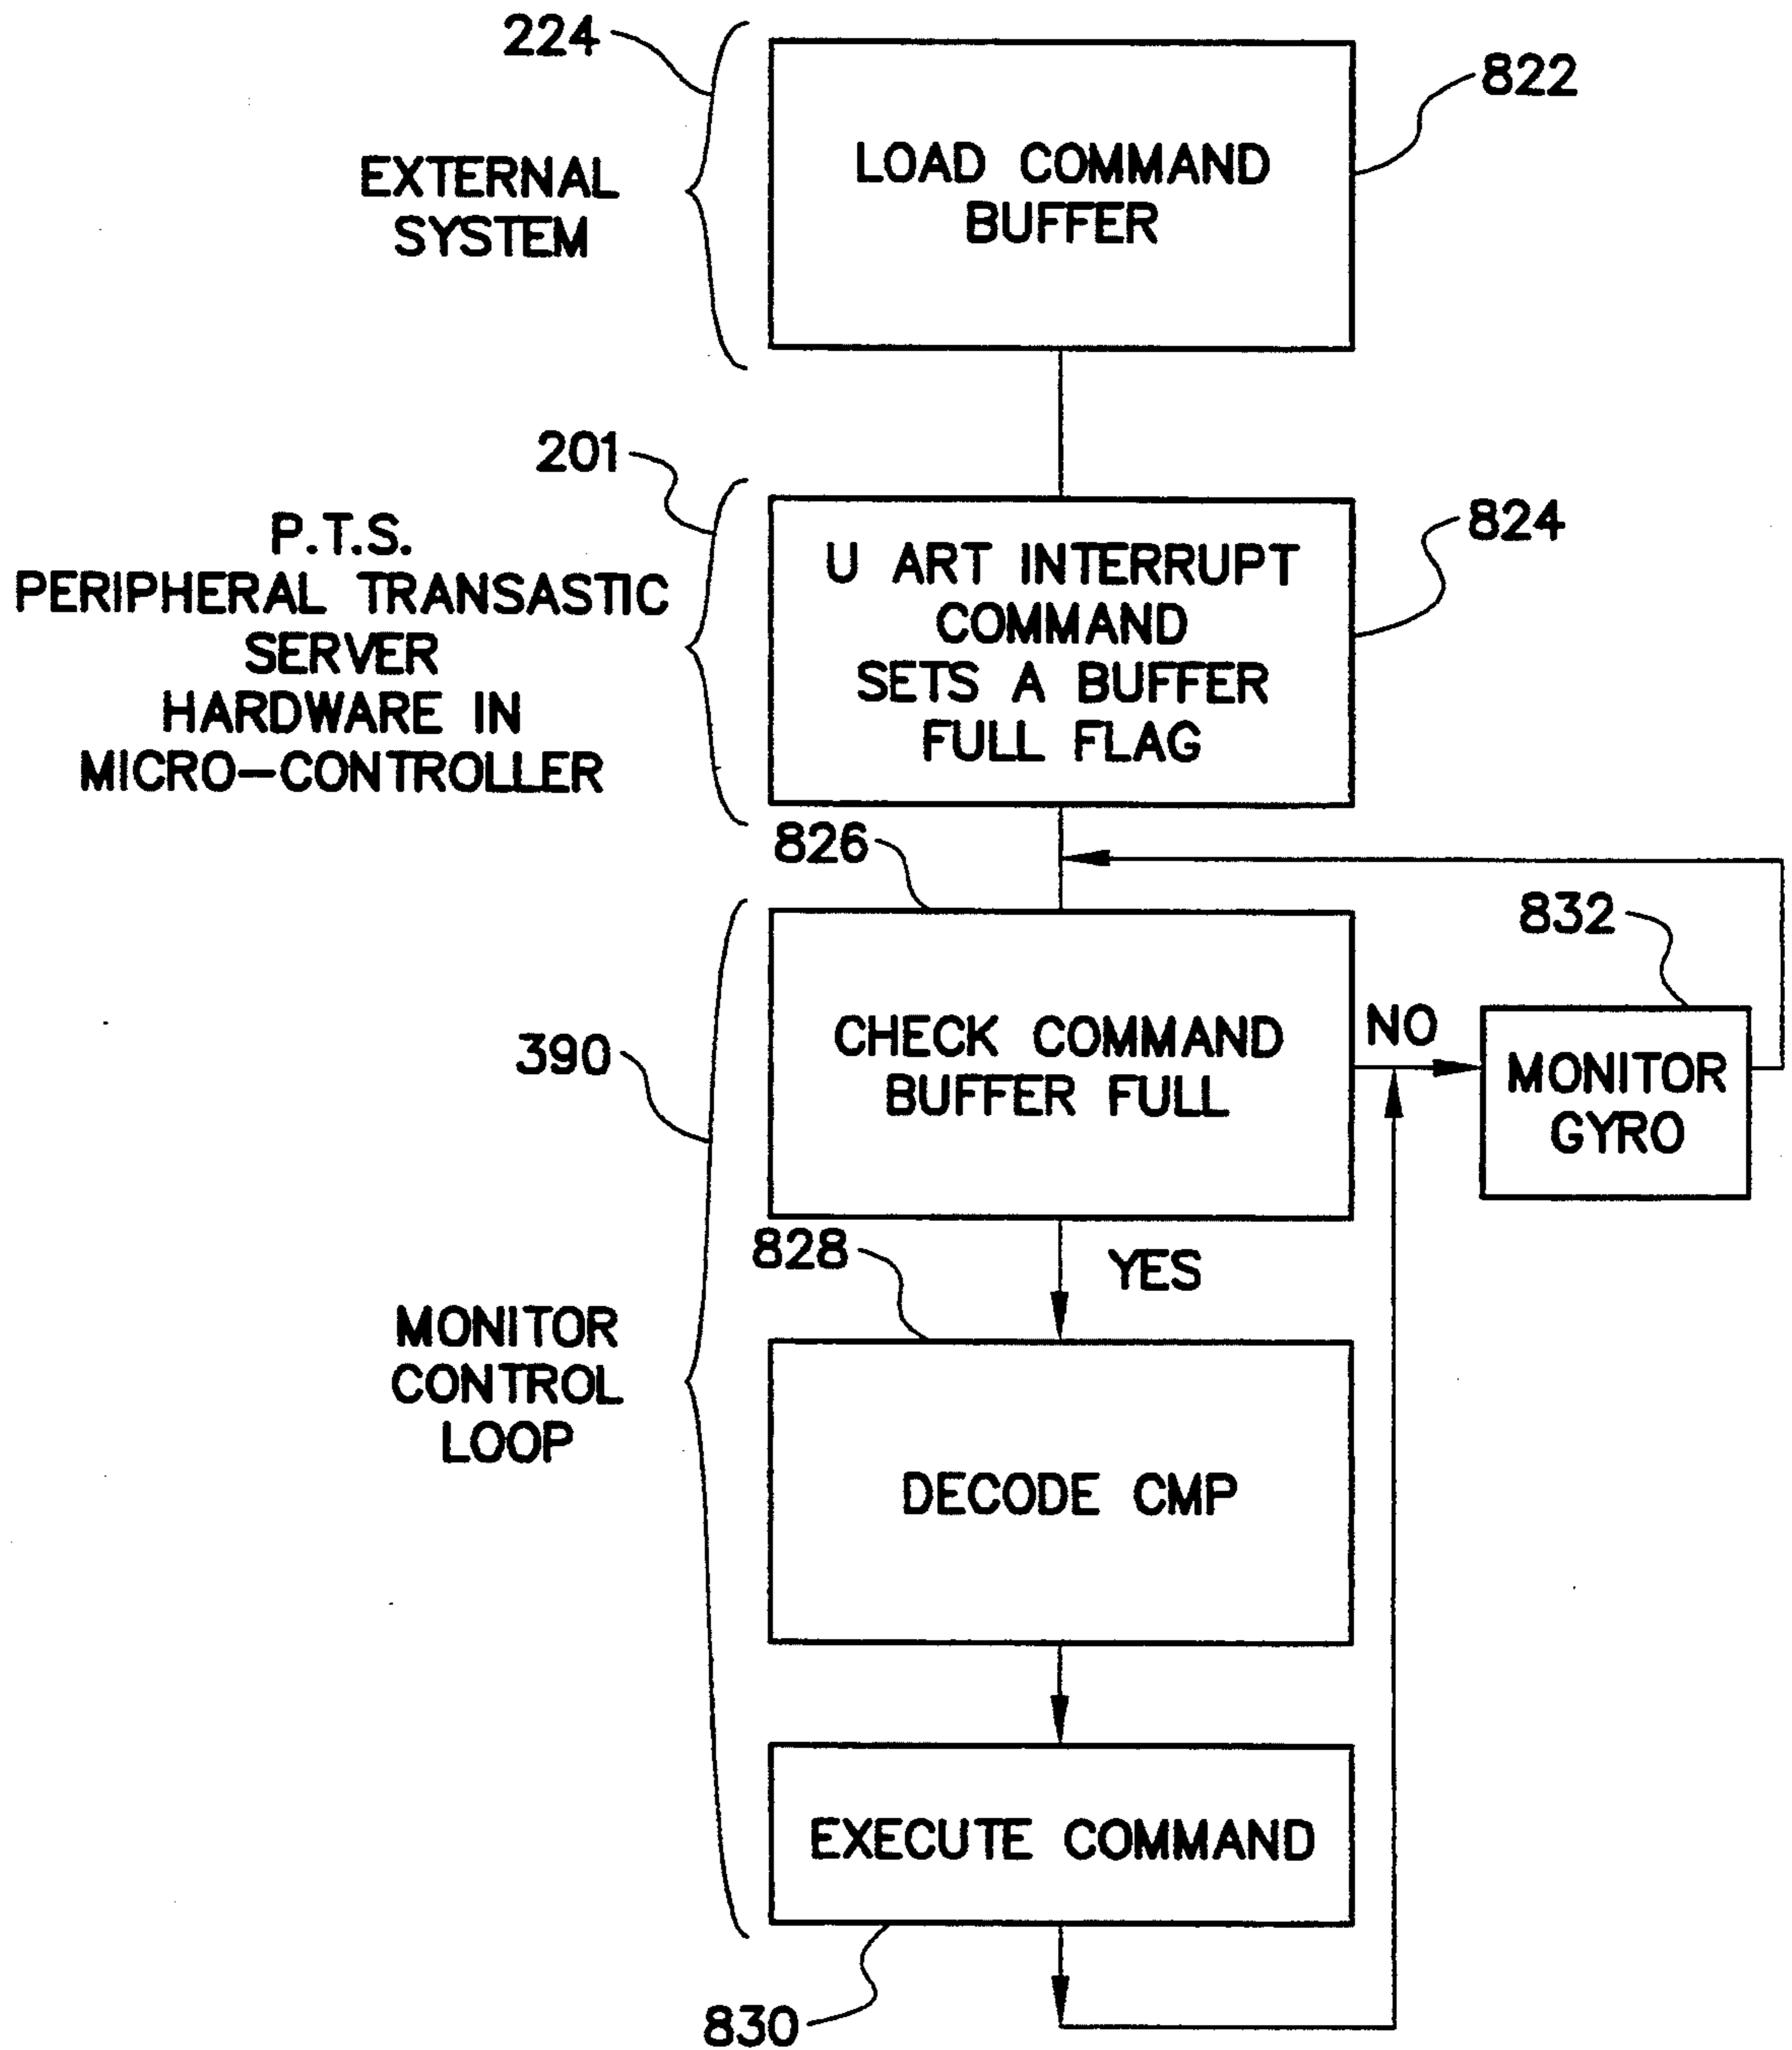 224
822
EXTERNAL
SYSTEM
LOAD COMMAND
BUFFER
201
824
P.T.S.
PERIPHERAL TRANSASTIC
SERVER
HARDWARE IN
MICRO-CONTROLLER
U ART INTERRUPT
COMMAND
SETS A BUFFER
FULL FLAG
826
832
390
CHECK COMMAND
BUFFER FULL
NO
MONITOR
GYRO
828
YES
MONITOR
CONTROL
LOOP
DECODE CMP
EXECUTE COMMAND
830